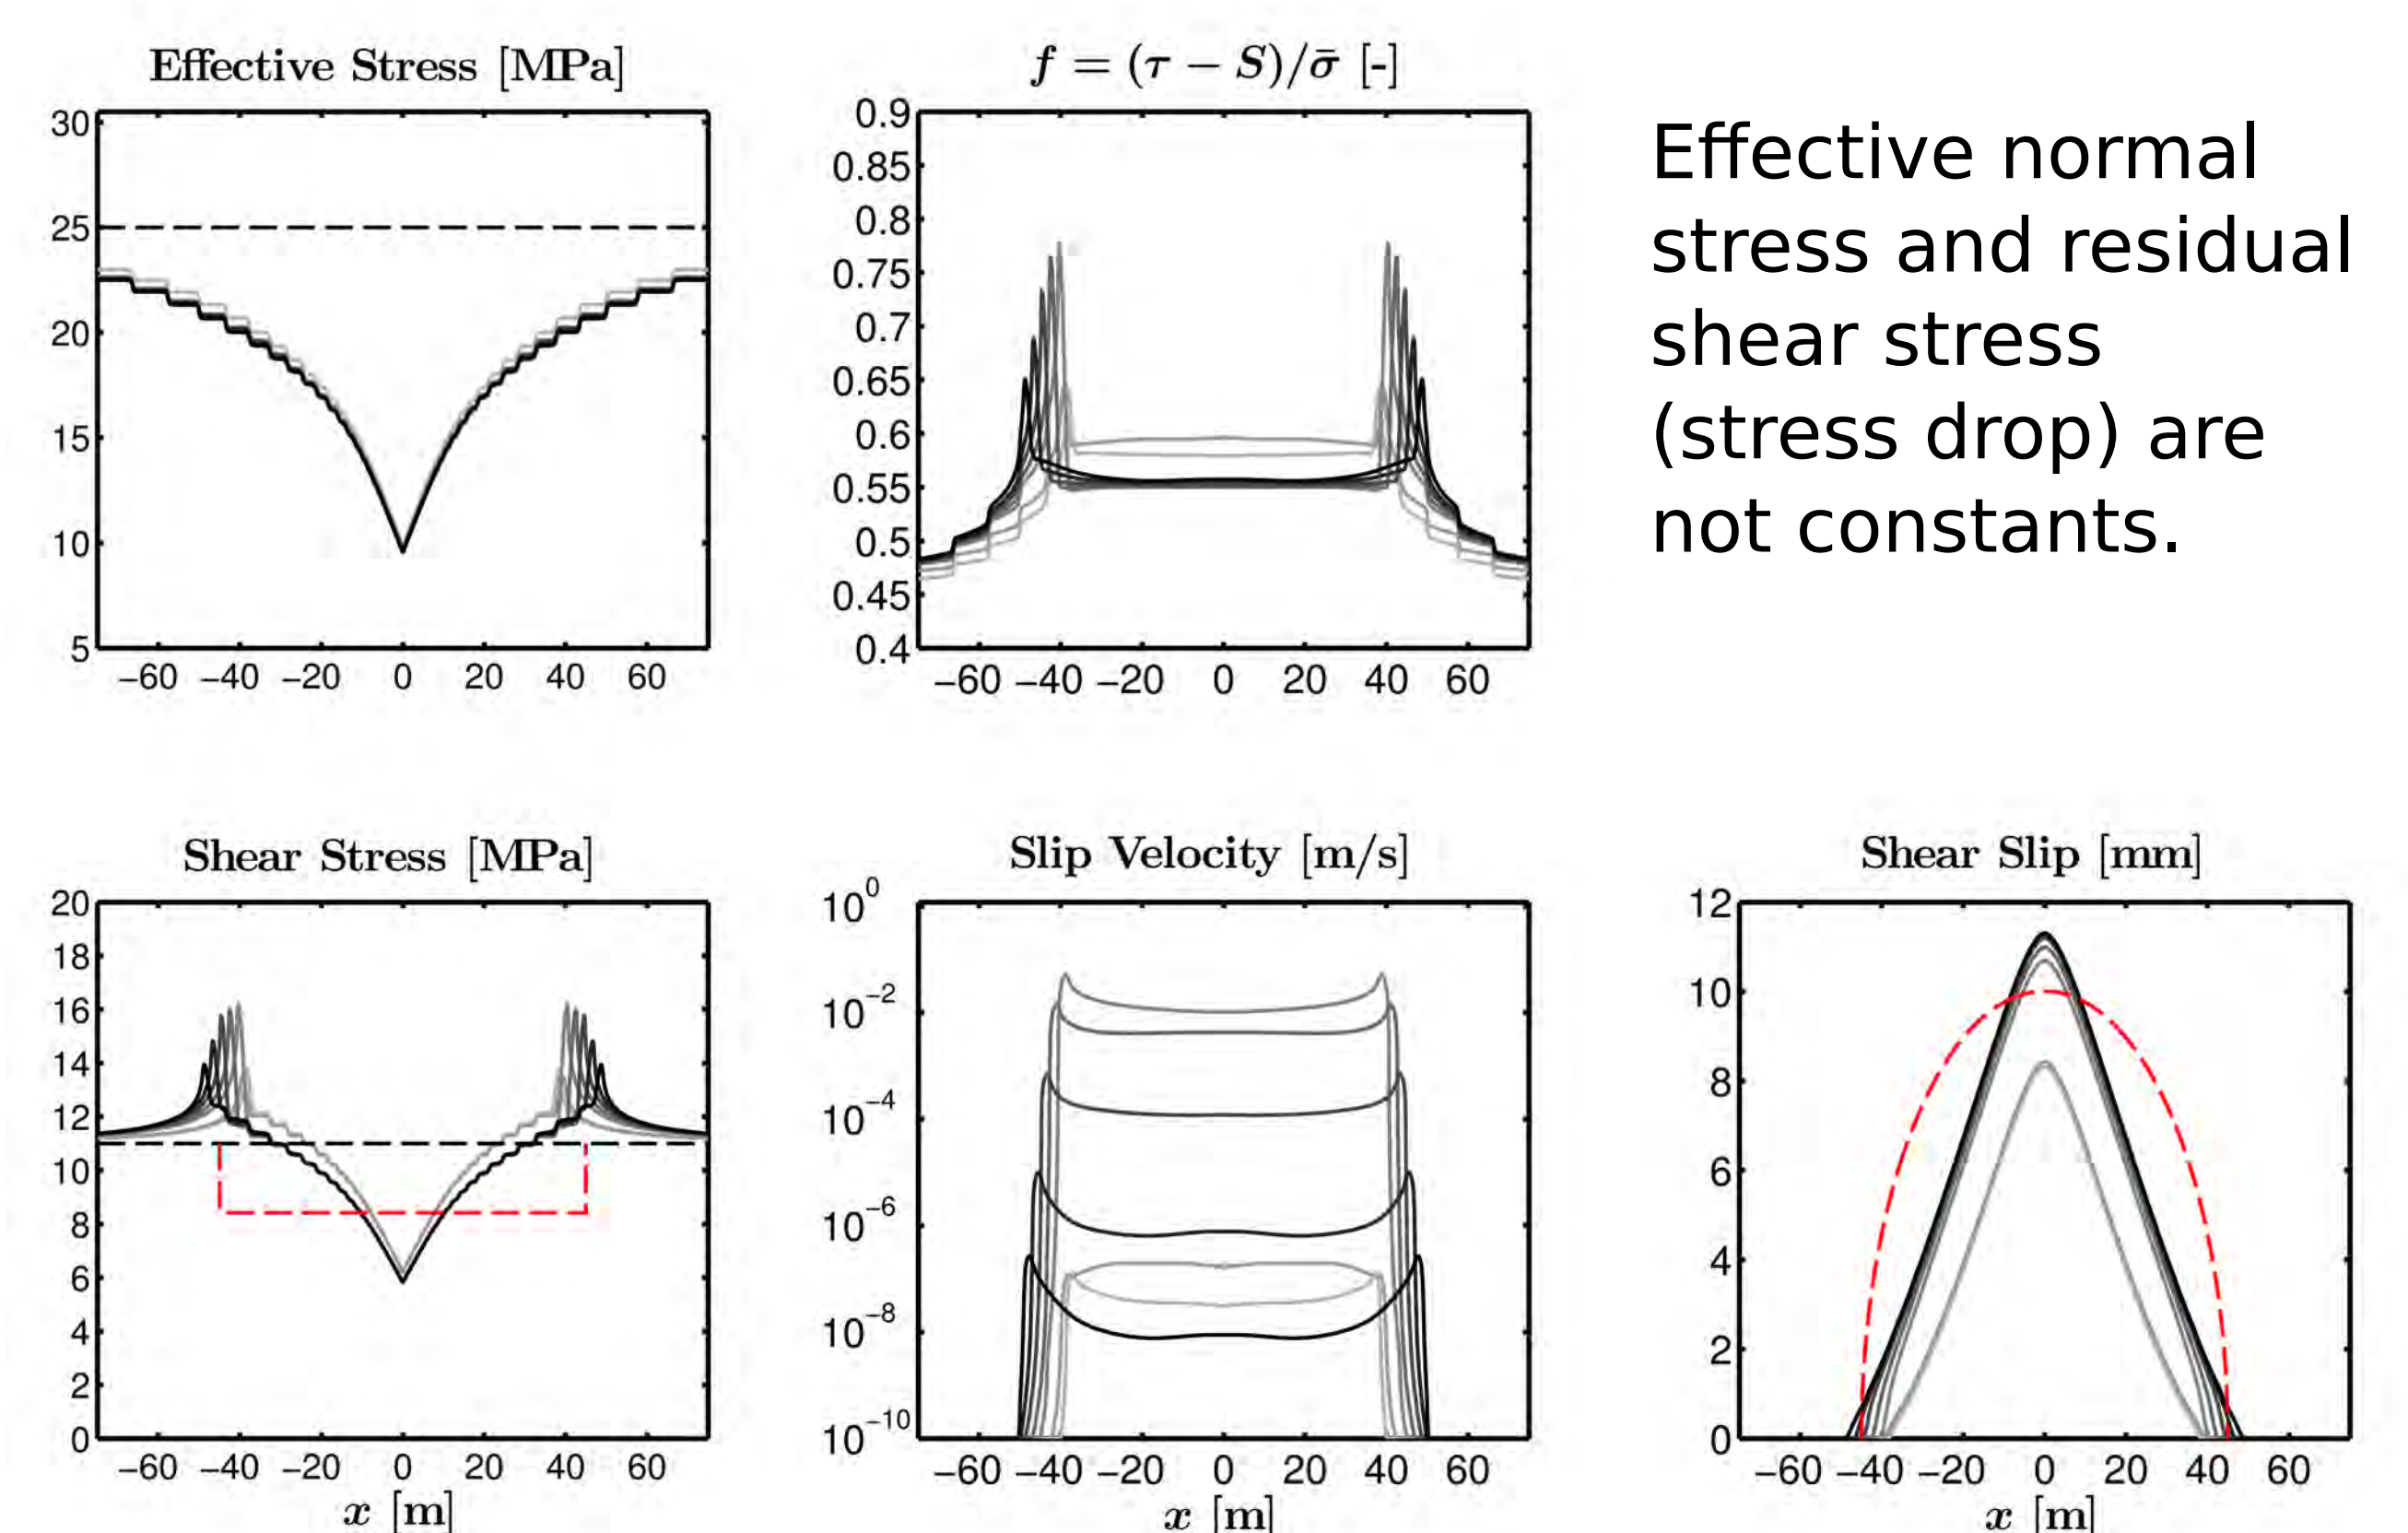 Effective Stress [MPa]
30
25
20
15
10
5
−60 −40 −20 0 20 40 60
f = (τ − S)/σ̄ [-]
0.9
0.85
0.8
0.75
0.7
0.65
0.6
0.55
0.5
0.45
0.4
−60 −40 −20 0 20 40 60
Effective normal
stress and residual
shear stress
(stress drop) are
not constants.
Shear Stress [MPa]
20
18
16
14
12
10
8
6
4
2
0
−60 −40 −20 0 20 40 60
x [m]
Slip Velocity [m/s]
10⁰
10⁻²
10⁻⁴
10⁻⁶
10⁻⁸
10⁻¹⁰
−60 −40 −20 0 20 40 60
x [m]
Shear Slip [mm]
12
10
8
6
4
2
0
−60 −40 −20 0 20 40 60
x [m]